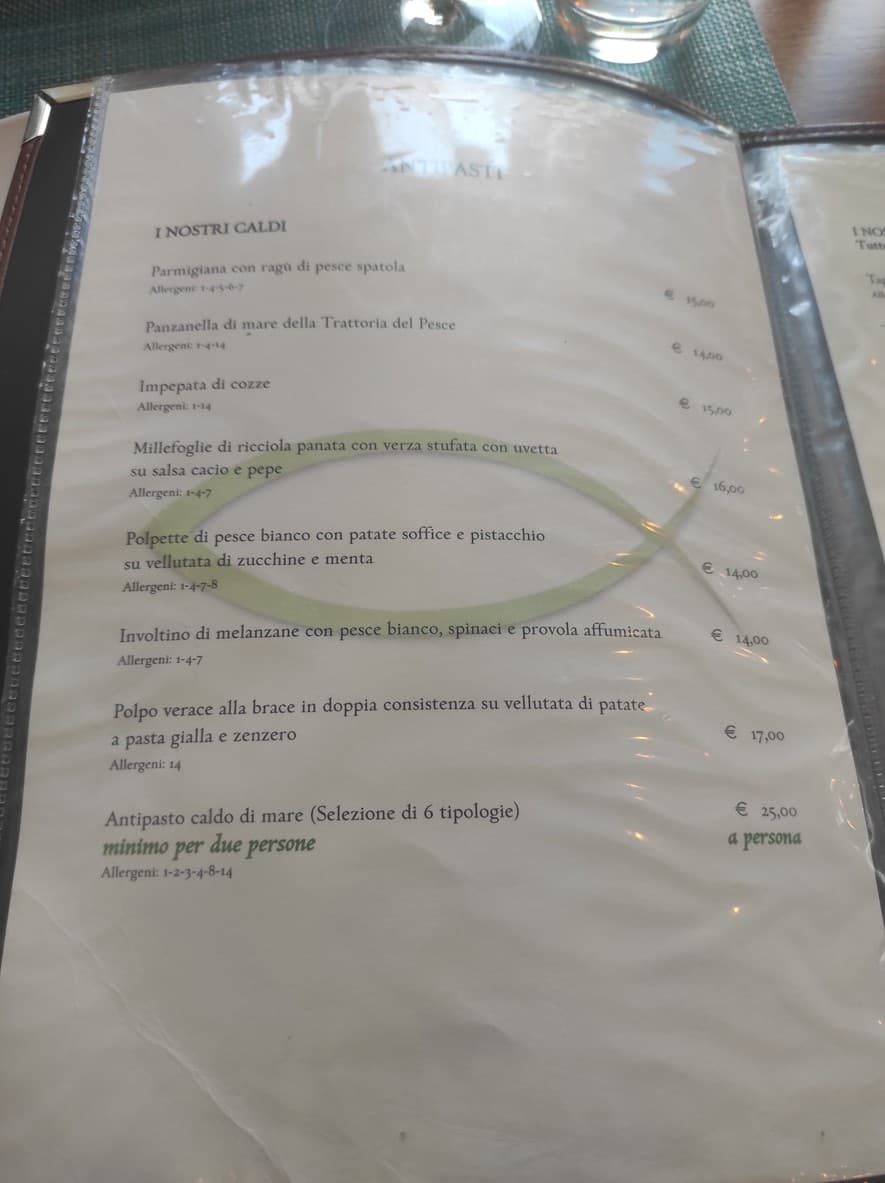 ANTIPASTI
I NOSTRI CALDI
Parmigiana con ragù di pesce spatola
Allergeni: 1-4-5-6-7
€ 15,00
Panzanella di mare della Trattoria del Pesce
Allergeni: 1-4-14
€ 14,00
Impepata di cozze
Allergeni: 1-14
€ 15,00
Millefoglie di ricciola panata con verza stufata con uvetta
su salsa cacio e pepe
€ 16,00
Allergeni: 1-4-7
Polpette di pesce bianco con patate soffice e pistacchio
su vellutata di zucchine e menta
€ 14,00
Allergeni: 1-4-7-8
Involtino di melanzane con pesce bianco, spinaci e provola affumicata € 14,00
Allergeni: 1-4-7
Polpo verace alla brace in doppia consistenza su vellutata di patate
a pasta gialla e zenzero € 17,00
Allergeni: 14
Antipasto caldo di mare (Selezione di 6 tipologie) € 25,00
minimo per due persone a persona
Allergeni: 1-2-3-4-8-14
I NOS
Tutt